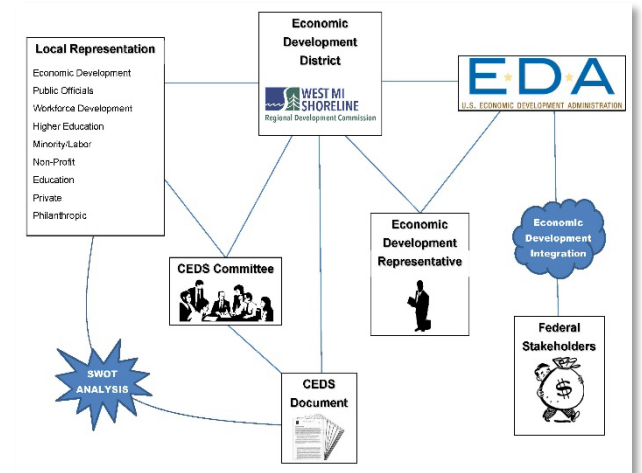 Local Representation
Economic Development
Public Officials
Workforce Development
Higher Education
Minority/Labor
Non-Profit
Education
Private
Philanthropic
Economic
Development
District
WEST MI
SHORELINE
Regional Development Commission
EDA
U.S. ECONOMIC DEVELOPMENT ADMINISTRATION
CEDS Committee
Economic
Development
Representative
Economic
Development
Integration
Federal
Stakeholders
$
SWOT
ANALYSIS
CEDS
Document